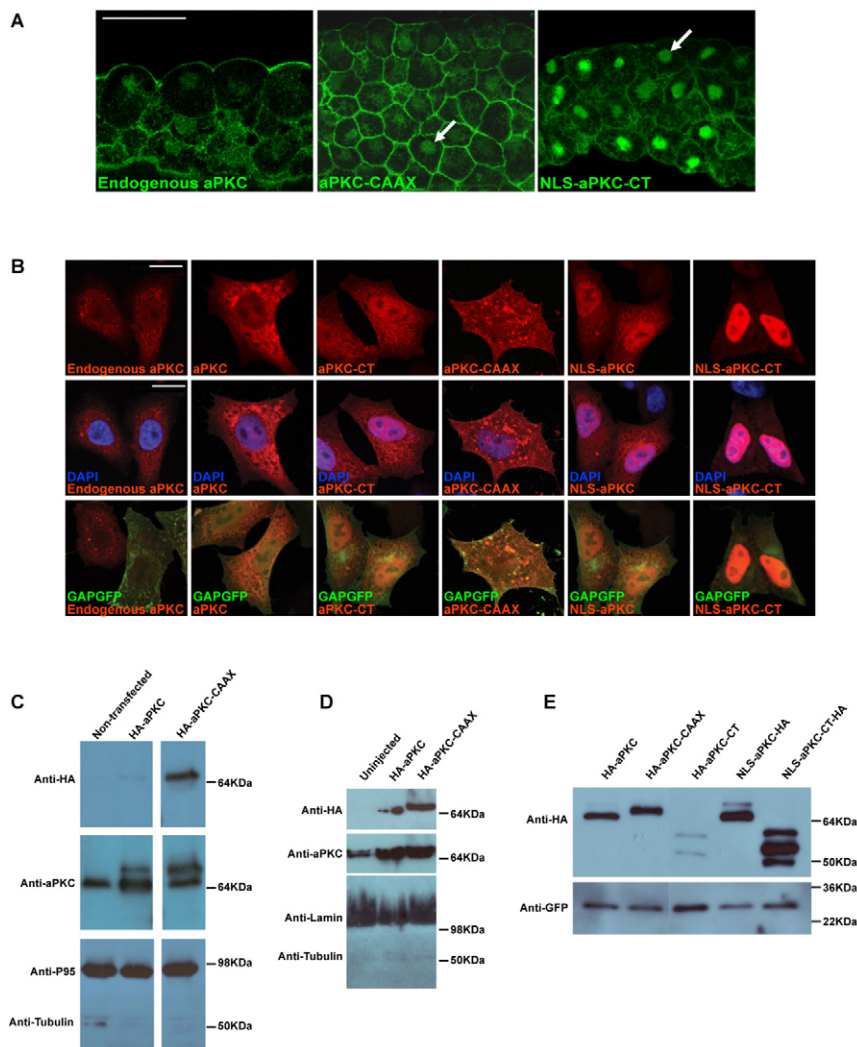 A
Endogenous aPKC
aPKC-CAAX
NLS-aPKC-CT
B
Endogenous aPKC
aPKC
aPKC-CT
aPKC-CAAX
NLS-aPKC
NLS-aPKC-CT
DAPI
DAPI
DAPI
DAPI
DAPI
DAPI
Endogenous aPKC
aPKC
aPKC-CT
aPKC-CAAX
NLS-aPKC
NLS-aPKC-CT
GAPGFP
GAPGFP
GAPGFP
GAPGFP
GAPGFP
GAPGFP
Endogenous aPKC
aPKC
aPKC-CT
aPKC-CAAX
NLS-aPKC
NLS-aPKC-CT
C
Non-transfected
HA-aPKC
HA-aPKC-CAAX
Anti-HA
64KDa
Anti-aPKC
64KDa
Anti-P95
98KDa
Anti-Tubulin
50KDa
D
Uninjected
HA-aPKC
HA-aPKC-CAAX
Anti-HA
64KDa
Anti-aPKC
64KDa
Anti-Lamin
98KDa
Anti-Tubulin
50KDa
E
HA-aPKC
HA-aPKC-CAAX
HA-aPKC-CT
NLS-aPKC-HA
NLS-aPKC-CT-HA
Anti-HA
64KDa
50KDa
36KDa
Anti-GFP
22KDa